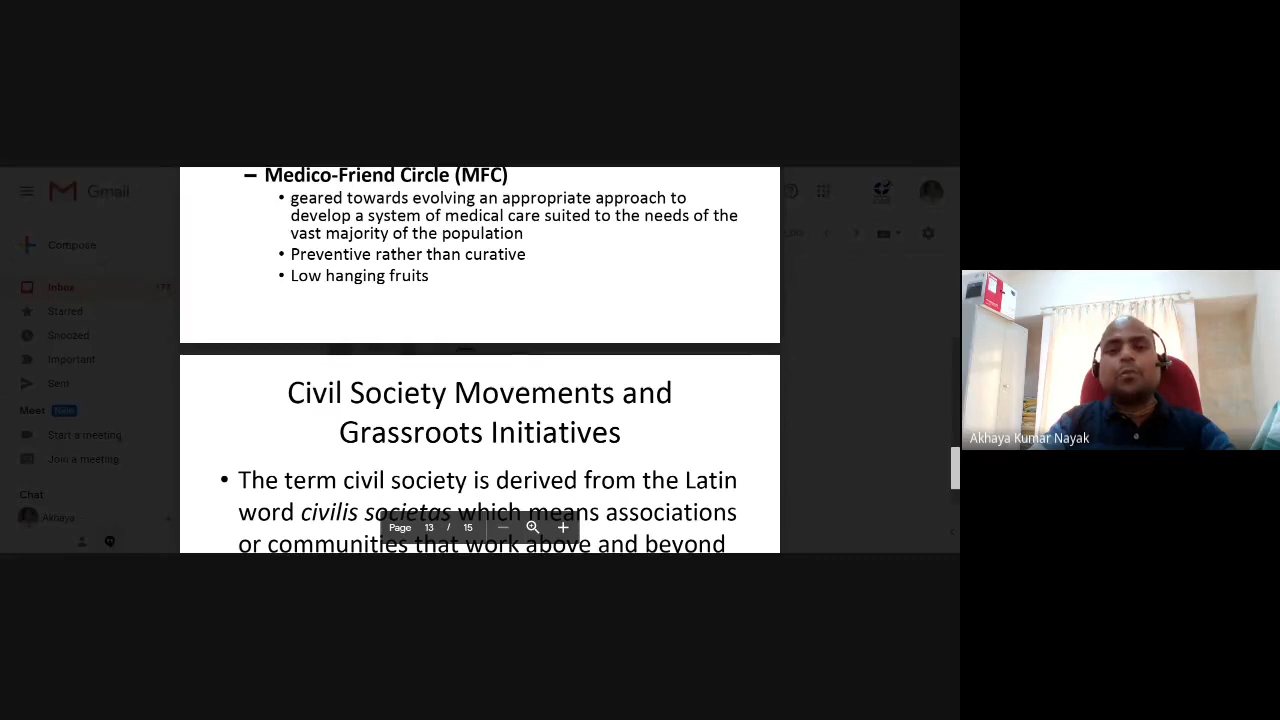 – Medico-Friend Circle (MFC)
• geared towards evolving an appropriate approach to
develop a system of medical care suited to the needs of the
vast majority of the population
• Preventive rather than curative
• Low hanging fruits
Civil Society Movements and
Grassroots Initiatives
• The term civil society is derived from the Latin
word civilis societas which means associations
or communities that work above and beyond
Page 13 / 15
Gmail
Compose
Inbox
Starred
Snoozed
Important
Sent
Meet New
Start a meeting
Join a meeting
Chat
Akhaya
Akhaya Kumar Nayak